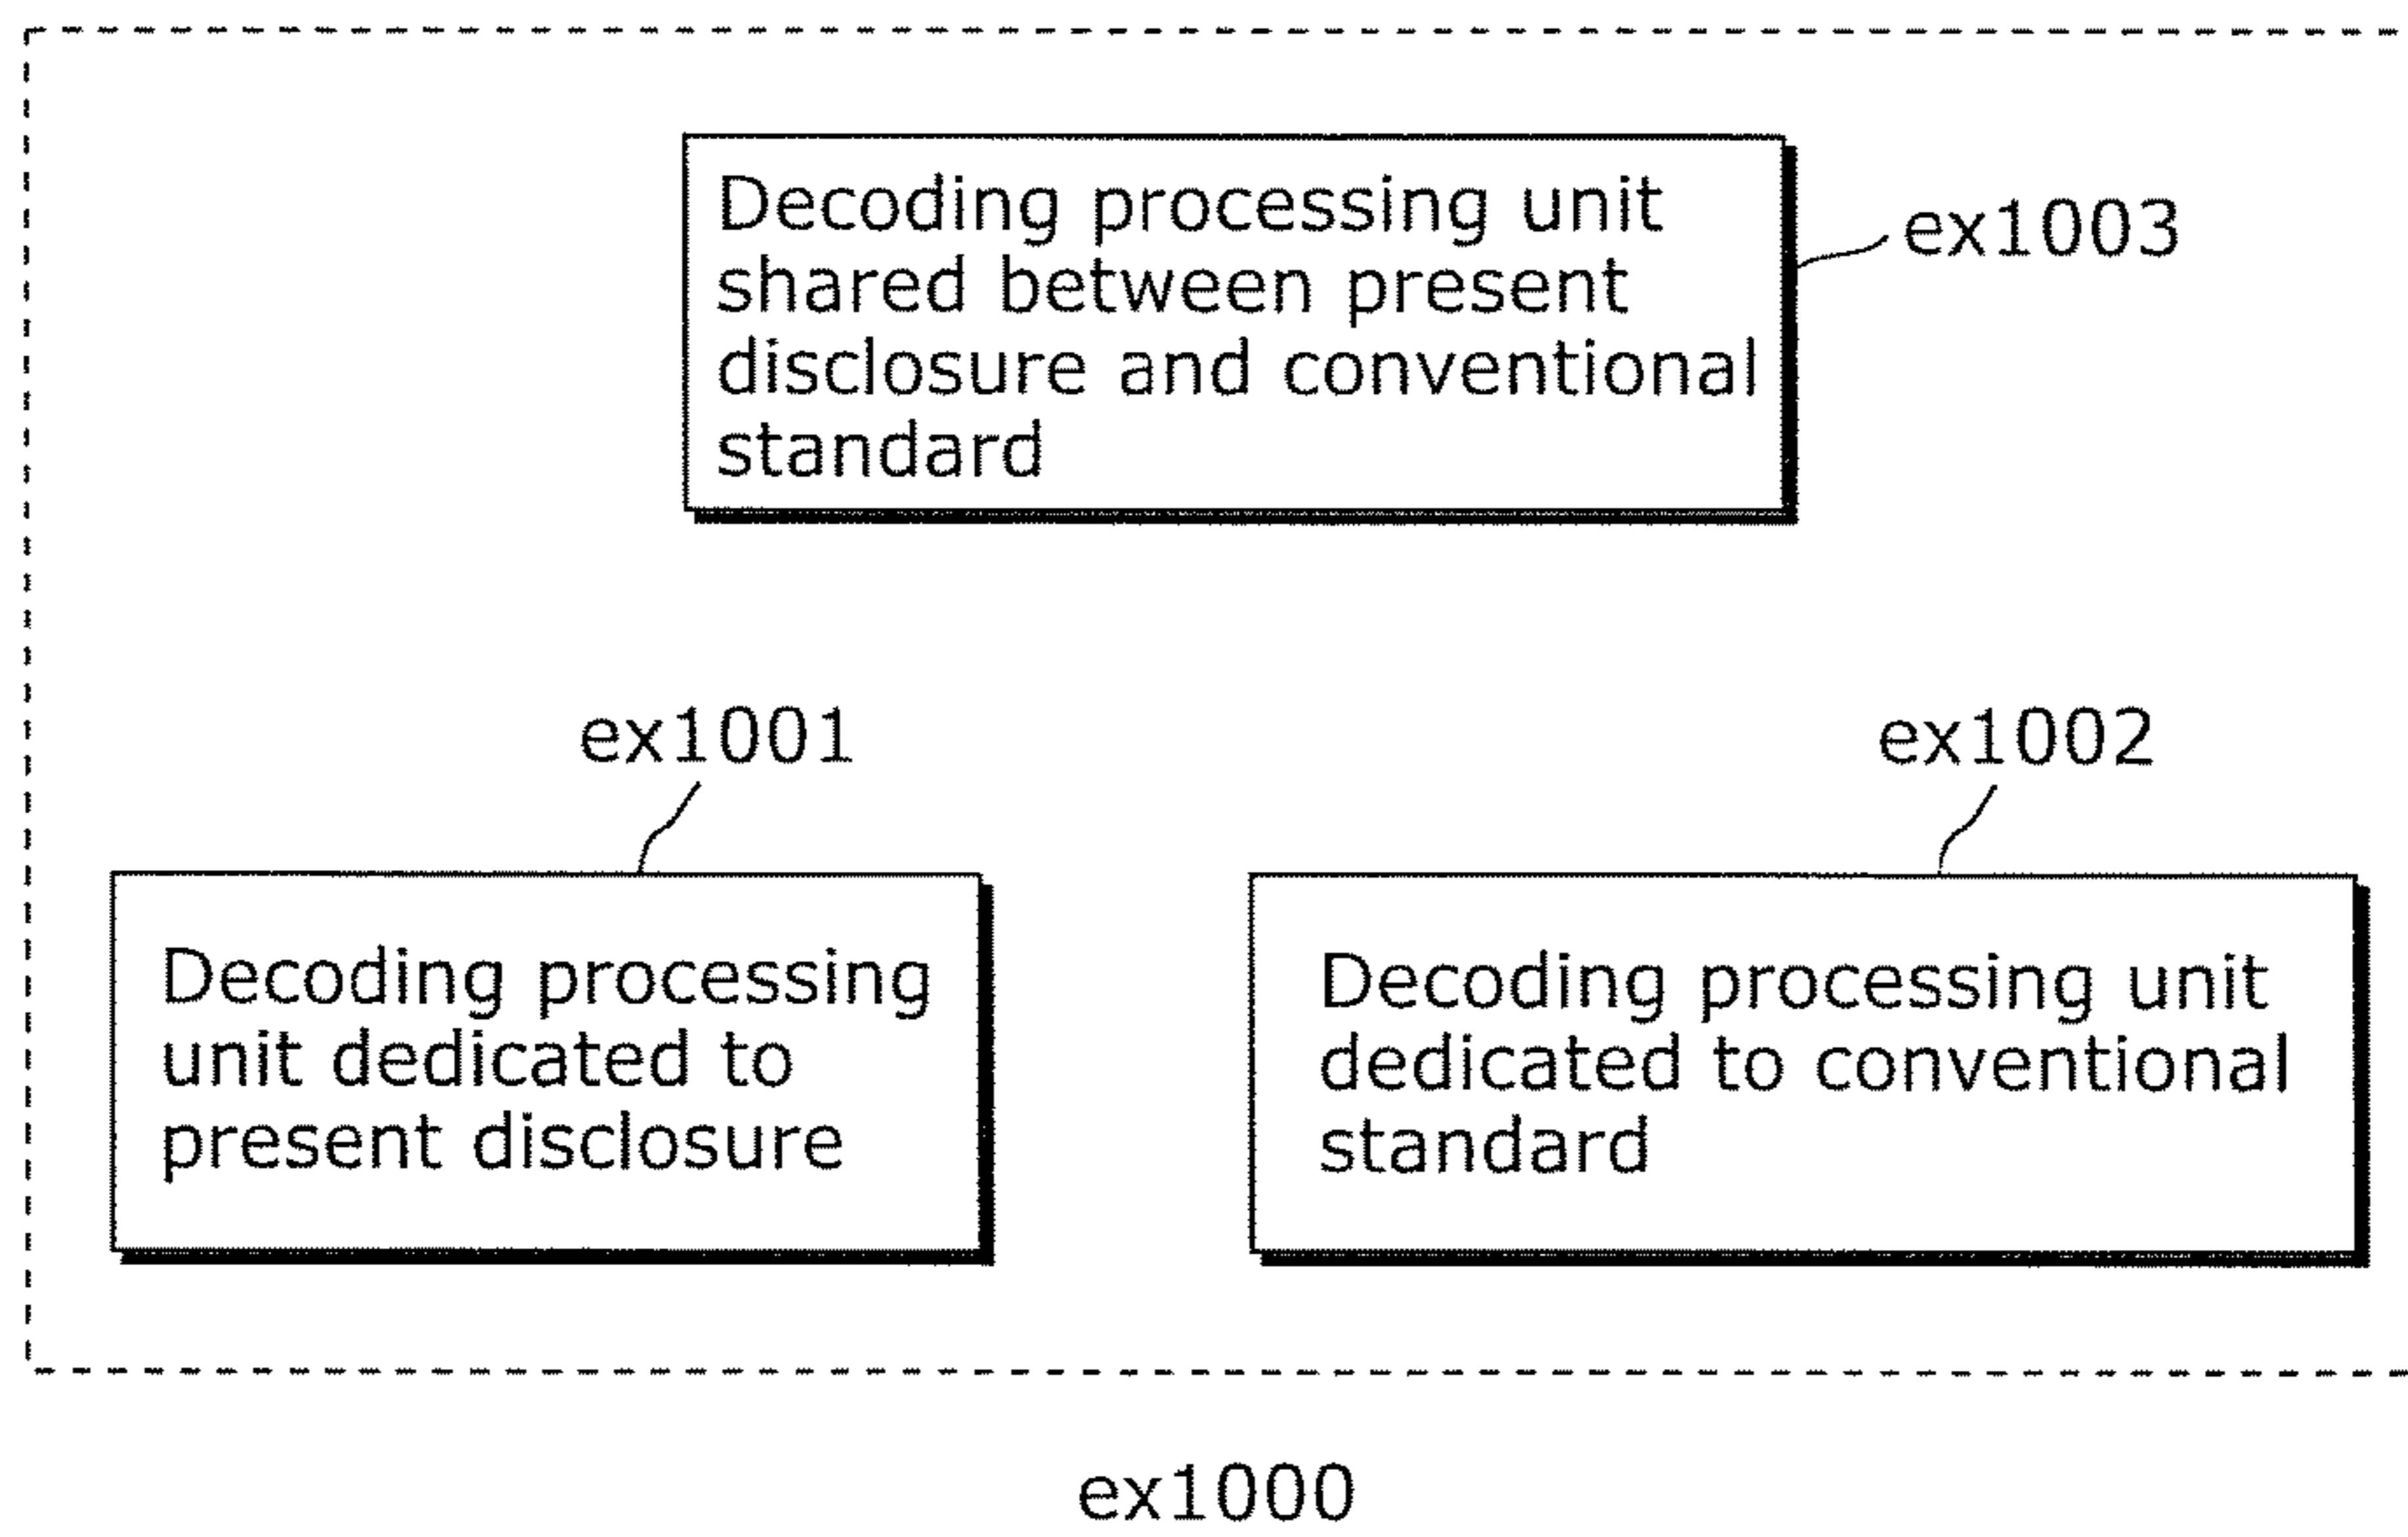 Decoding processing unit
shared between present
disclosure and conventional
standard
ex1003
ex1001
ex1002
Decoding processing
unit dedicated to
present disclosure
Decoding processing unit
dedicated to conventional
standard
ex1000